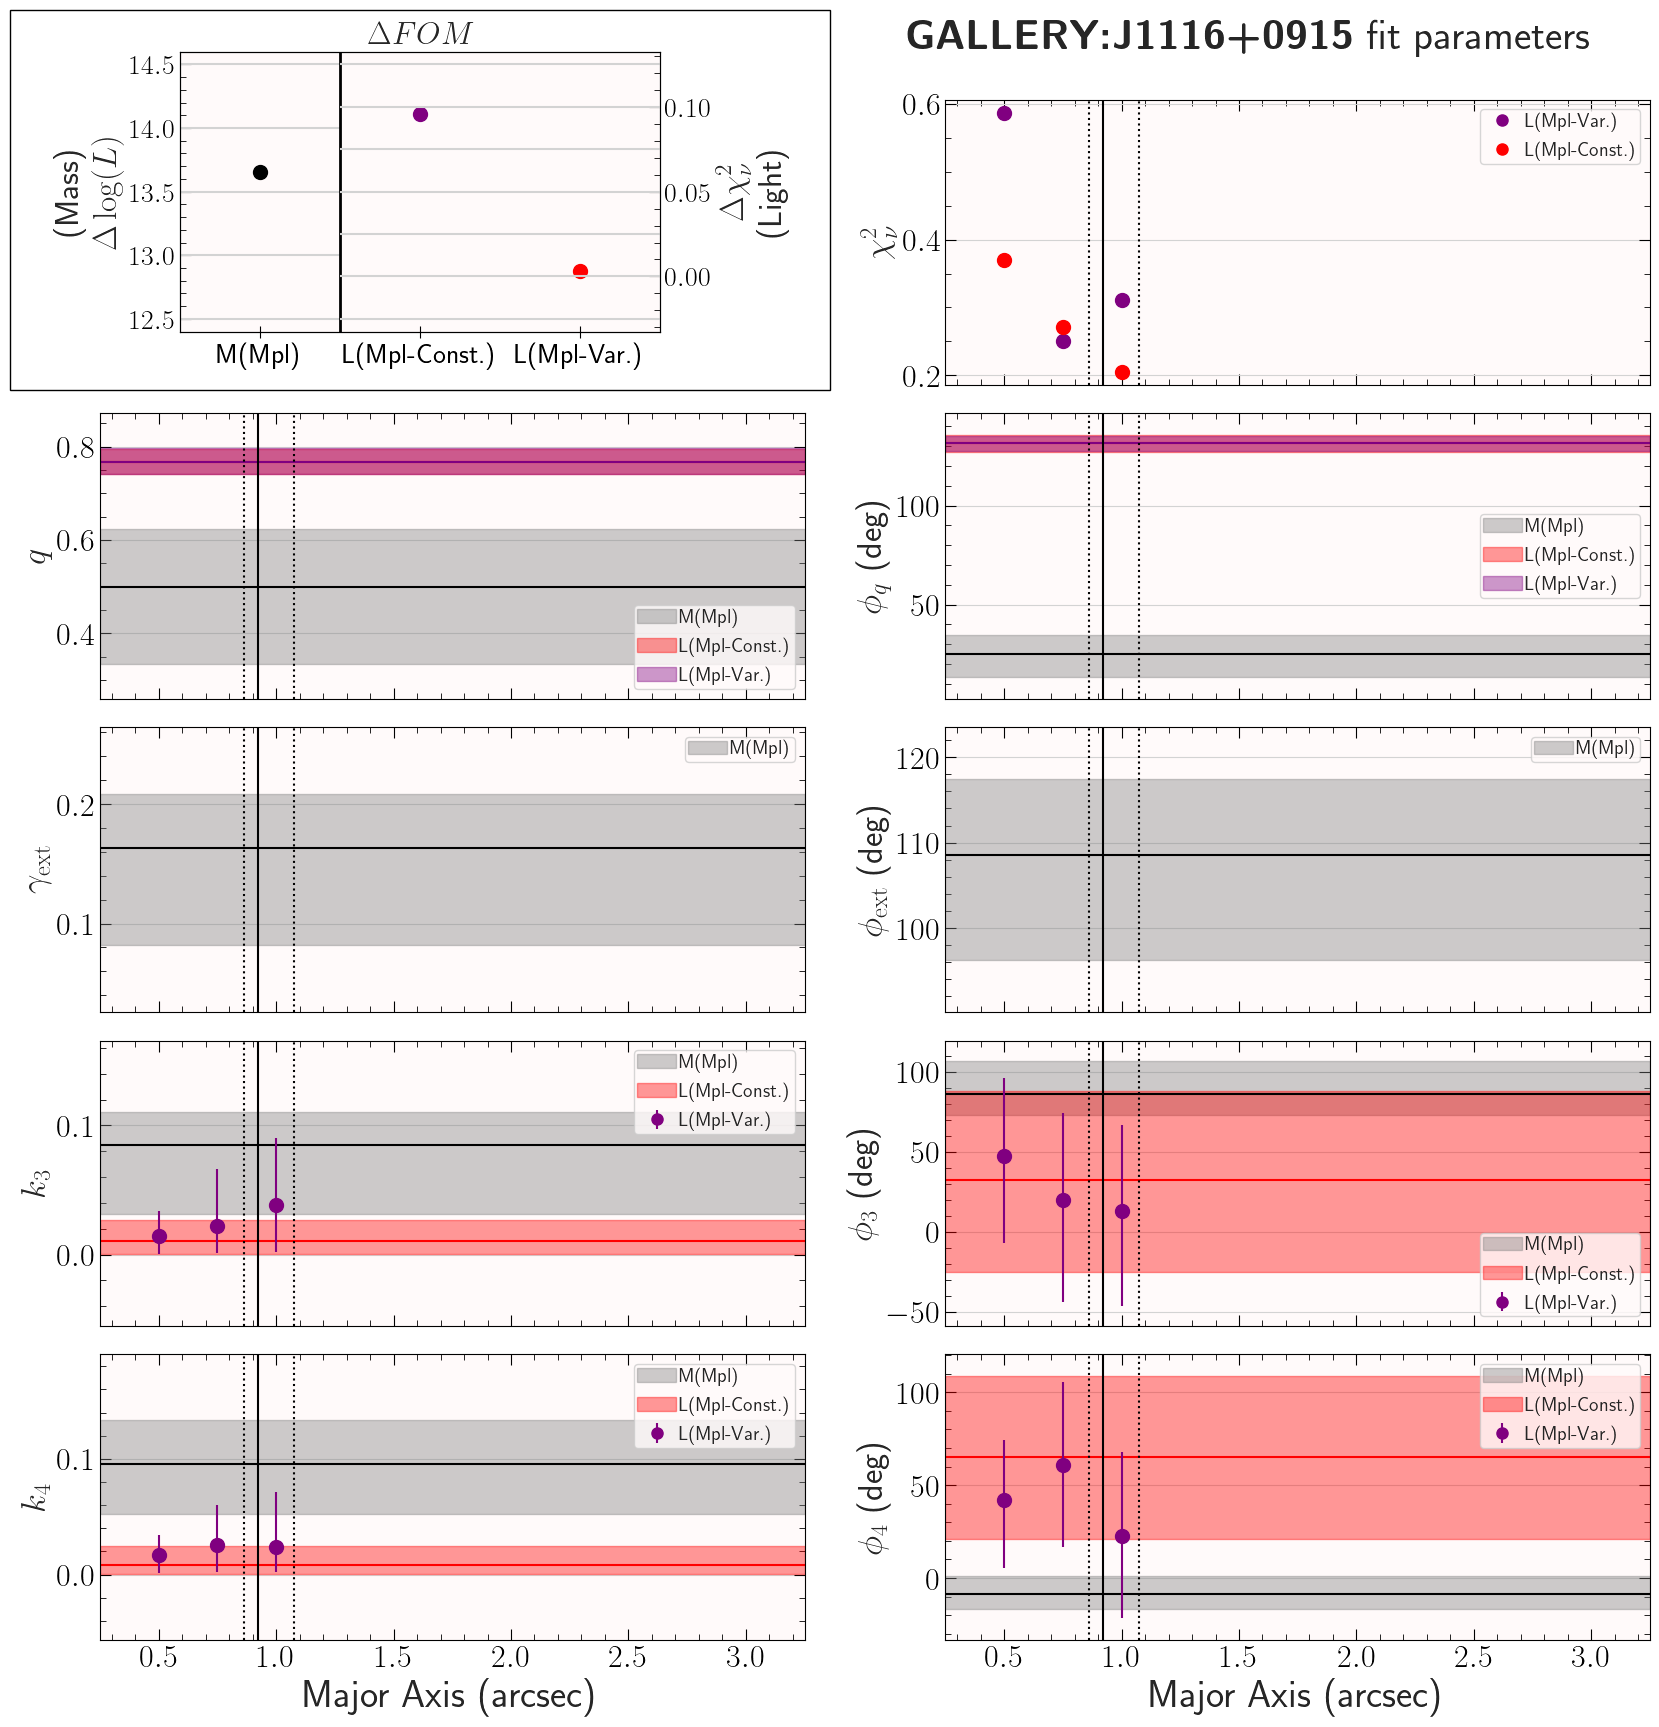 GALLERY:J1116+0915 fit parameters
ΔFOM
(Mass)
Δ log(L)
14.5
14.0
13.5
13.0
12.5
0.10
0.05
0.00
Δχ²ν
(Light)
M(Mpl) L(Mpl-Const.) L(Mpl-Var.)
χ²ν
0.6
0.4
0.2
L(Mpl-Var.)
L(Mpl-Const.)
q
0.8
0.6
0.4
M(Mpl)
L(Mpl-Const.)
L(Mpl-Var.)
ϕq (deg)
100
50
M(Mpl)
L(Mpl-Const.)
L(Mpl-Var.)
γext
0.2
0.1
M(Mpl)
ϕext (deg)
120
110
100
M(Mpl)
k3
0.1
0.0
M(Mpl)
L(Mpl-Const.)
L(Mpl-Var.)
ϕ3 (deg)
100
50
0
−50
M(Mpl)
L(Mpl-Const.)
L(Mpl-Var.)
k4
0.1
0.0
M(Mpl)
L(Mpl-Const.)
L(Mpl-Var.)
0.5 1.0 1.5 2.0 2.5 3.0
Major Axis (arcsec)
ϕ4 (deg)
100
50
0
M(Mpl)
L(Mpl-Const.)
L(Mpl-Var.)
0.5 1.0 1.5 2.0 2.5 3.0
Major Axis (arcsec)